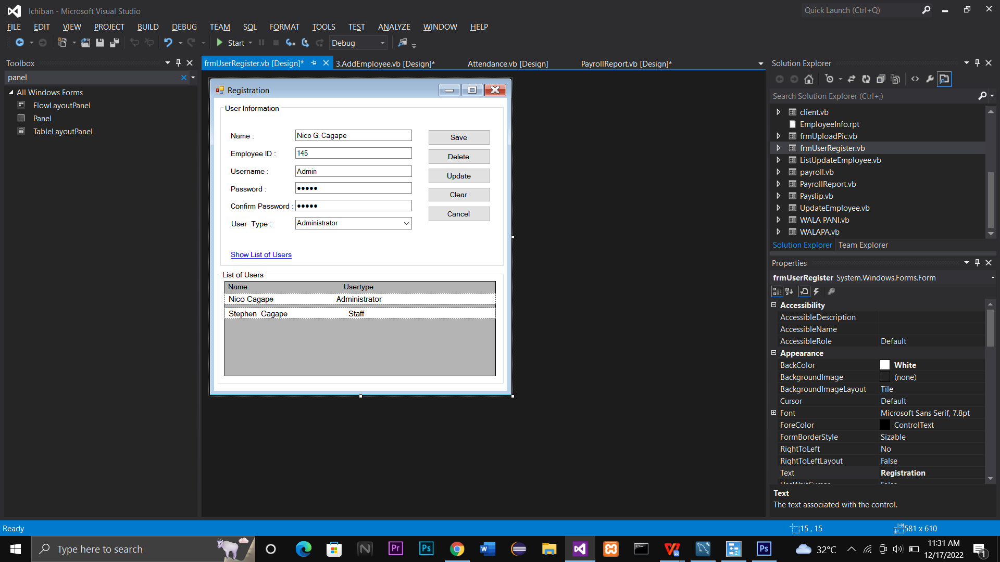 Ichiban - Microsoft Visual Studio
Quick Launch (Ctrl+Q)
FILE EDIT VIEW PROJECT BUILD DEBUG TEAM SQL FORMAT TOOLS TEST ANALYZE WINDOW HELP
Start Debug
Toolbox
panel
All Windows Forms
FlowLayoutPanel
Panel
TableLayoutPanel
frmUserRegister.vb [Design]* 3.AddEmployee.vb [Design]* Attendance.vb [Design] PayrollReport.vb [Design]*
Registration
User Information
Name : Nico G. Cagape Save
Employee ID : 145 Delete
Username : Admin Update
Password : ●●●●● Clear
Confirm Password : ●●●●● Cancel
User Type : Administrator
Show List of Users
List of Users
Name Usertype
Nico Cagape Administrator
Stephen Cagape Staff
Solution Explorer
Search Solution Explorer (Ctrl+;)
client.vb
EmployeeInfo.rpt
frmUploadPic.vb
frmUserRegister.vb
ListUpdateEmployee.vb
payroll.vb
PayrollReport.vb
Payslip.vb
UpdateEmployee.vb
WALA PANI.vb
WALAPA.vb
Solution Explorer Team Explorer
Properties
frmUserRegister System.Windows.Forms.Form
Accessibility
AccessibleDescription
AccessibleName
AccessibleRole Default
Appearance
BackColor White
BackgroundImage (none)
BackgroundImageLayout Tile
Cursor Default
Font Microsoft Sans Serif, 7.8pt
ForeColor ControlText
FormBorderStyle Sizable
RightToLeft No
RightToLeftLayout False
Text Registration
UseWaitCursor False
Text
The text associated with the control.
Ready 15 , 15 581 x 610
Type here to search
Pr Ps W Ps
32°C
11:31 AM
12/17/2022
1